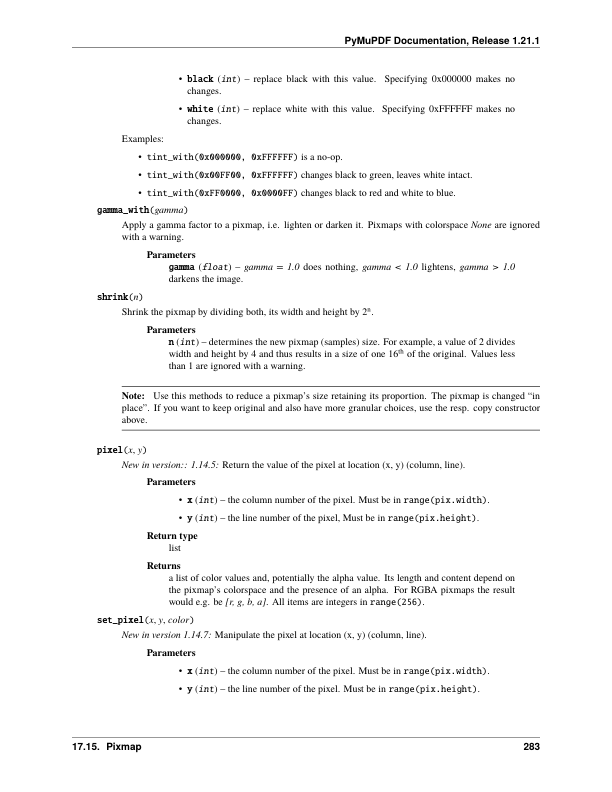 PyMuPDF Documentation, Release 1.21.1
• black (int) – replace black with this value. Specifying 0x000000 makes no
changes.
• white (int) – replace white with this value. Specifying 0xFFFFFF makes no
changes.
Examples:
• tint_with(0x000000, 0xFFFFFF) is a no-op.
• tint_with(0x00FF00, 0xFFFFFF) changes black to green, leaves white intact.
• tint_with(0xFF0000, 0x0000FF) changes black to red and white to blue.
gamma_with(gamma)
Apply a gamma factor to a pixmap, i.e. lighten or darken it. Pixmaps with colorspace None are ignored
with a warning.
Parameters
gamma (float) – gamma = 1.0 does nothing, gamma < 1.0 lightens, gamma > 1.0
darkens the image.
shrink(n)
Shrink the pixmap by dividing both, its width and height by 2ⁿ.
Parameters
n (int) – determines the new pixmap (samples) size. For example, a value of 2 divides
width and height by 4 and thus results in a size of one 16th of the original. Values less
than 1 are ignored with a warning.
Note: Use this methods to reduce a pixmap's size retaining its proportion. The pixmap is changed “in
place”. If you want to keep original and also have more granular choices, use the resp. copy constructor
above.
pixel(x, y)
New in version:: 1.14.5: Return the value of the pixel at location (x, y) (column, line).
Parameters
• x (int) – the column number of the pixel. Must be in range(pix.width).
• y (int) – the line number of the pixel, Must be in range(pix.height).
Return type
list
Returns
a list of color values and, potentially the alpha value. Its length and content depend on
the pixmap's colorspace and the presence of an alpha. For RGBA pixmaps the result
would e.g. be [r, g, b, a]. All items are integers in range(256).
set_pixel(x, y, color)
New in version 1.14.7: Manipulate the pixel at location (x, y) (column, line).
Parameters
• x (int) – the column number of the pixel. Must be in range(pix.width).
• y (int) – the line number of the pixel. Must be in range(pix.height).
17.15. Pixmap 283